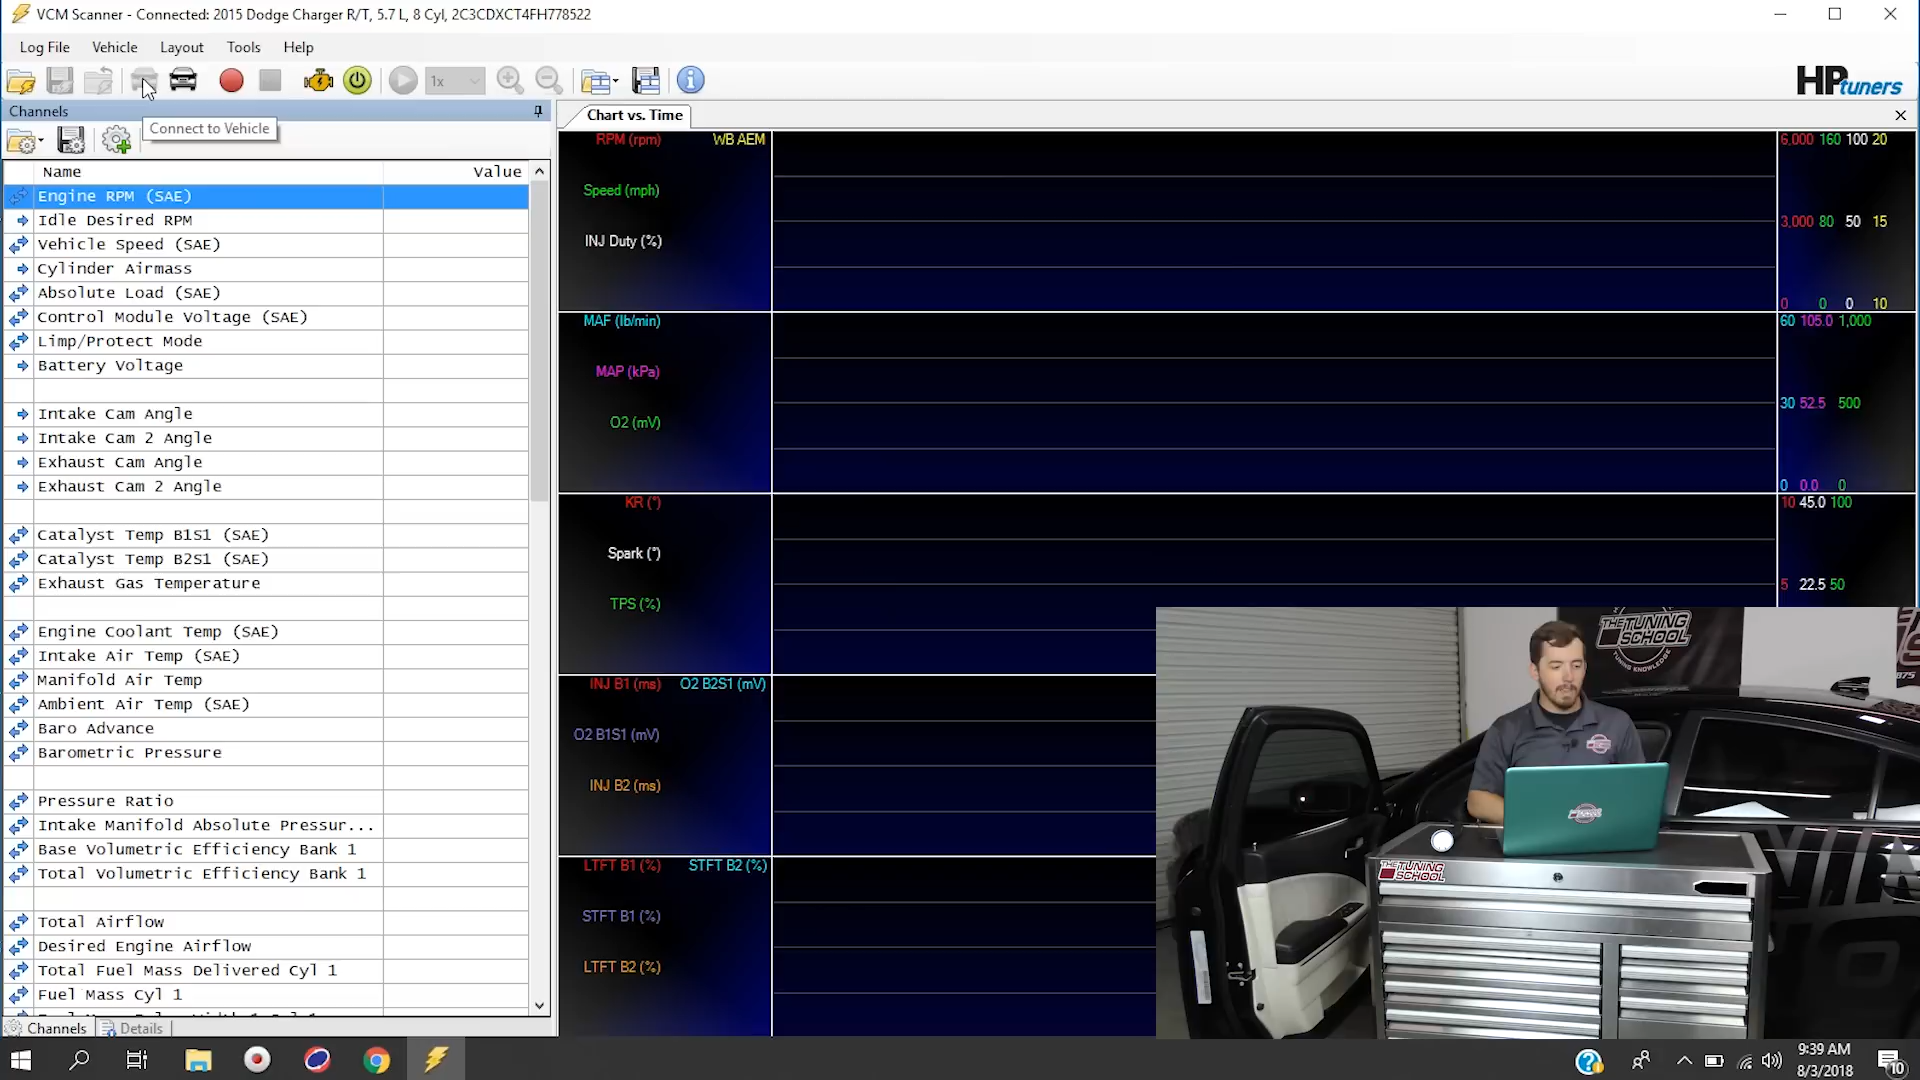 VCM Scanner - Connected: 2015 Dodge Charger R/T, 5.7 L, 8 Cyl, 2C3CDXCT4FH778522
Log File Vehicle Layout Tools Help
1x
HPtuners
Channels
Connect to Vehicle
Name Value
Engine RPM (SAE)
Idle Desired RPM
Vehicle Speed (SAE)
Cylinder Airmass
Absolute Load (SAE)
Control Module Voltage (SAE)
Limp/Protect Mode
Battery Voltage
Intake Cam Angle
Intake Cam 2 Angle
Exhaust Cam Angle
Exhaust Cam 2 Angle
Catalyst Temp B1S1 (SAE)
Catalyst Temp B2S1 (SAE)
Exhaust Gas Temperature
Engine Coolant Temp (SAE)
Intake Air Temp (SAE)
Manifold Air Temp
Ambient Air Temp (SAE)
Baro Advance
Barometric Pressure
Pressure Ratio
Intake Manifold Absolute Pressur...
Base Volumetric Efficiency Bank 1
Total Volumetric Efficiency Bank 1
Total Airflow
Desired Engine Airflow
Total Fuel Mass Delivered Cyl 1
Fuel Mass Cyl 1
Channels Details
Chart vs. Time
RPM (rpm) WB AEM
Speed (mph)
INJ Duty (%)
6,000 160 100 20
3,000 80 50 15
0 0 0 10
MAF (lb/min)
MAP (kPa)
O2 (mV)
60 105.0 1,000
30 52.5 500
0 0.0 0
KR (°)
Spark (°)
TPS (%)
10 45.0 100
5 22.5 50
INJ B1 (ms) O2 B2S1 (mV)
O2 B1S1 (mV)
INJ B2 (ms)
LTFT B1 (%) STFT B2 (%)
STFT B1 (%)
LTFT B2 (%)
THE TUNING SCHOOL
TUNING KNOWLEDGE
THE TUNING SCHOOL
9:39 AM
8/3/2018
10